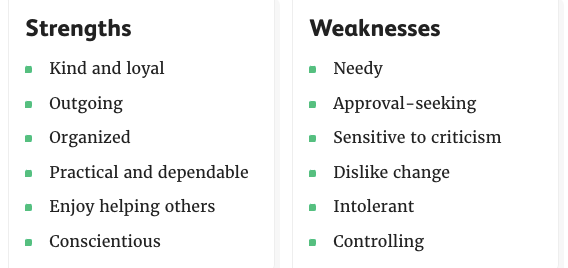 Strengths
Kind and loyal
Outgoing
Organized
Practical and dependable
Enjoy helping others
Conscientious
Weaknesses
Needy
Approval-seeking
Sensitive to criticism
Dislike change
Intolerant
Controlling